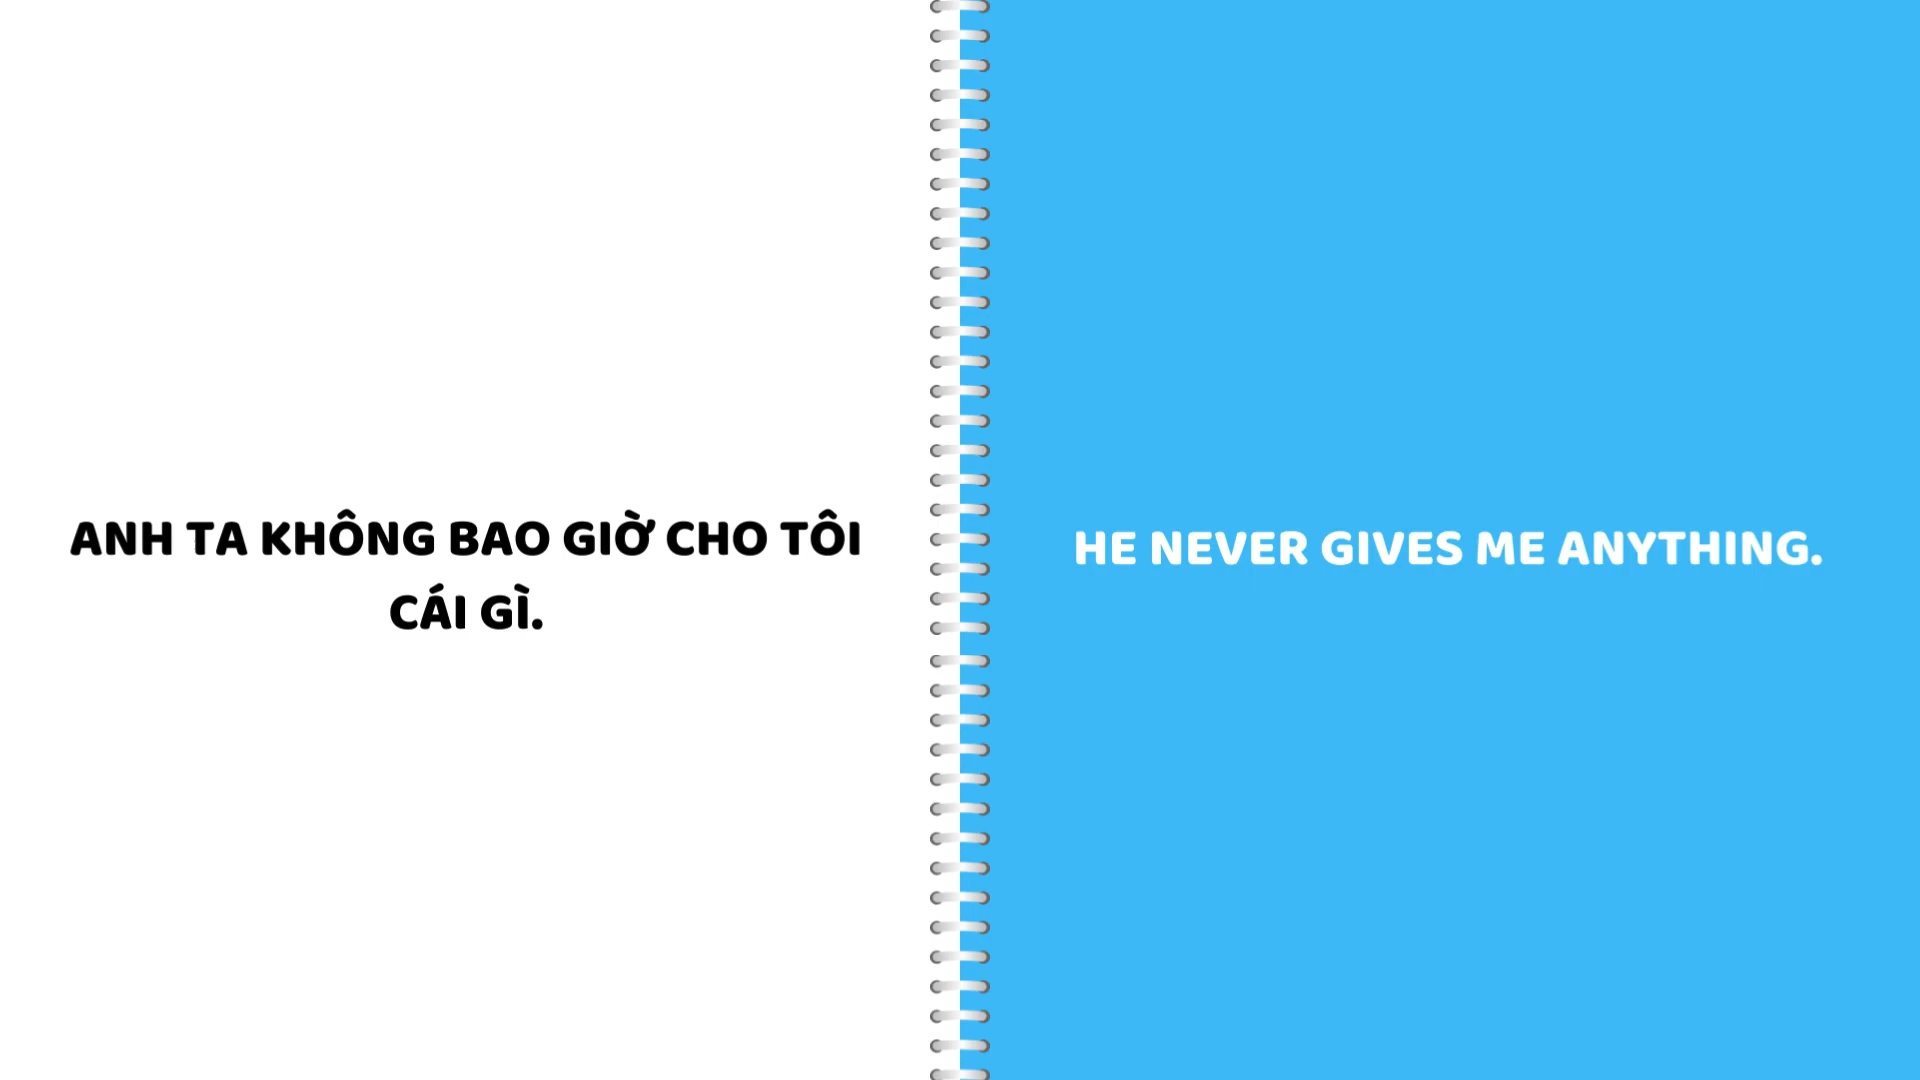 ANH TA KHÔNG BAO GIỜ CHO TÔI
CÁI GÌ.
HE NEVER GIVES ME ANYTHING.